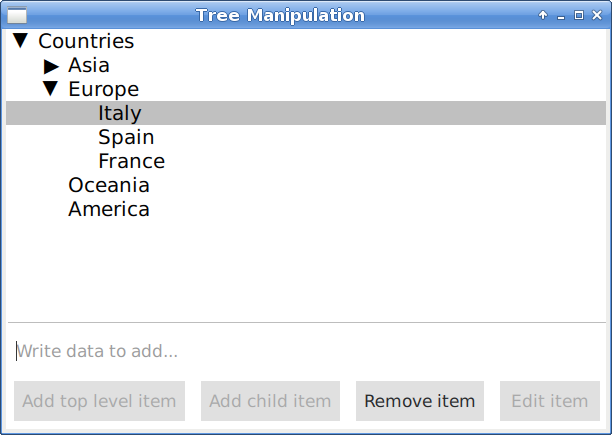 Tree Manipulation
Countries
Asia
Europe
Italy
Spain
France
Oceania
America
Write data to add...
Add top level item Add child item Remove item Edit item